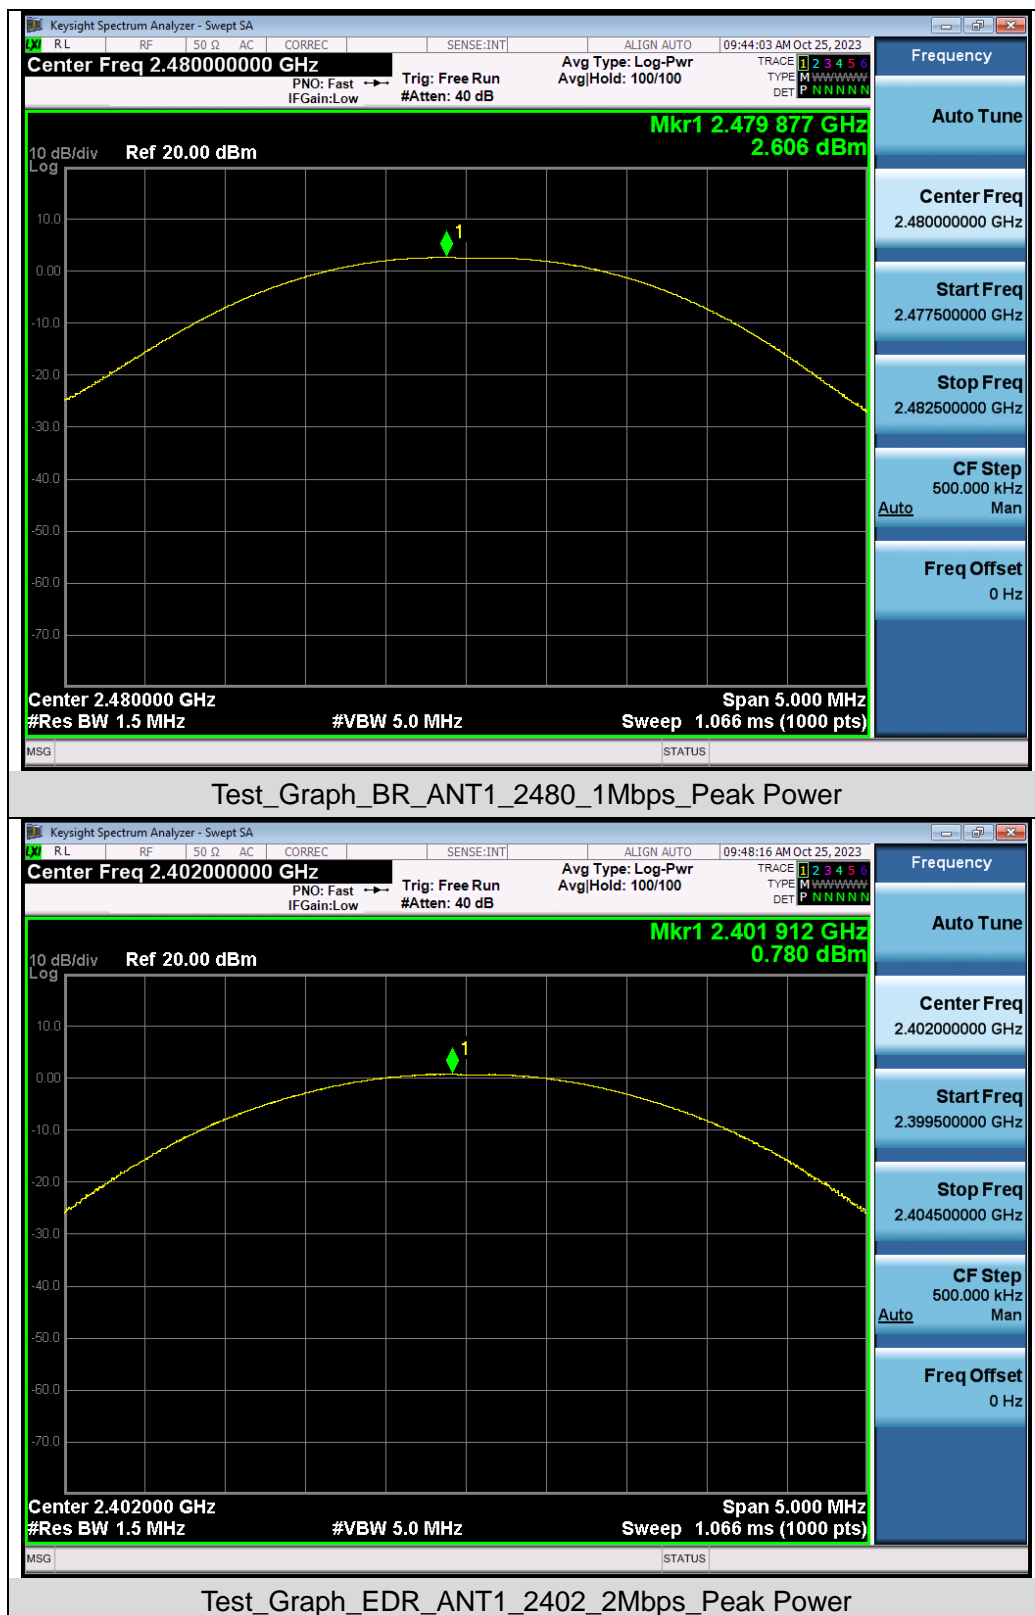 Keysight Spectrum Analyzer - Swept SA
LXI RL RF 50 Ω AC CORREC SENSE:INT ALIGN AUTO 09:44:03 AM Oct 25, 2023
Center Freq 2.480000000 GHz
PNO: Fast
IFGain:Low
Trig: Free Run
#Atten: 40 dB
Avg Type: Log-Pwr
Avg|Hold: 100/100
TRACE 1 2 3 4 5 6
TYPE M WWWWW
DET P N N N N N
Mkr1 2.479 877 GHz
2.606 dBm
10 dB/div Ref 20.00 dBm
Log
1
10.0
0.00
-10.0
-20.0
-30.0
-40.0
-50.0
-60.0
-70.0
Center 2.480000 GHz Span 5.000 MHz
#Res BW 1.5 MHz #VBW 5.0 MHz Sweep 1.066 ms (1000 pts)
MSG STATUS
Frequency
Auto Tune
Center Freq
2.480000000 GHz
Start Freq
2.477500000 GHz
Stop Freq
2.482500000 GHz
CF Step
500.000 kHz
Auto Man
Freq Offset
0 Hz
Test_Graph_BR_ANT1_2480_1Mbps_Peak Power
Keysight Spectrum Analyzer - Swept SA
LXI RL RF 50 Ω AC CORREC SENSE:INT ALIGN AUTO 09:48:16 AM Oct 25, 2023
Center Freq 2.402000000 GHz
PNO: Fast
IFGain:Low
Trig: Free Run
#Atten: 40 dB
Avg Type: Log-Pwr
Avg|Hold: 100/100
TRACE 1 2 3 4 5 6
TYPE M WWWWW
DET P N N N N N
Mkr1 2.401 912 GHz
0.780 dBm
10 dB/div Ref 20.00 dBm
Log
1
10.0
0.00
-10.0
-20.0
-30.0
-40.0
-50.0
-60.0
-70.0
Center 2.402000 GHz Span 5.000 MHz
#Res BW 1.5 MHz #VBW 5.0 MHz Sweep 1.066 ms (1000 pts)
MSG STATUS
Frequency
Auto Tune
Center Freq
2.402000000 GHz
Start Freq
2.399500000 GHz
Stop Freq
2.404500000 GHz
CF Step
500.000 kHz
Auto Man
Freq Offset
0 Hz
Test_Graph_EDR_ANT1_2402_2Mbps_Peak Power